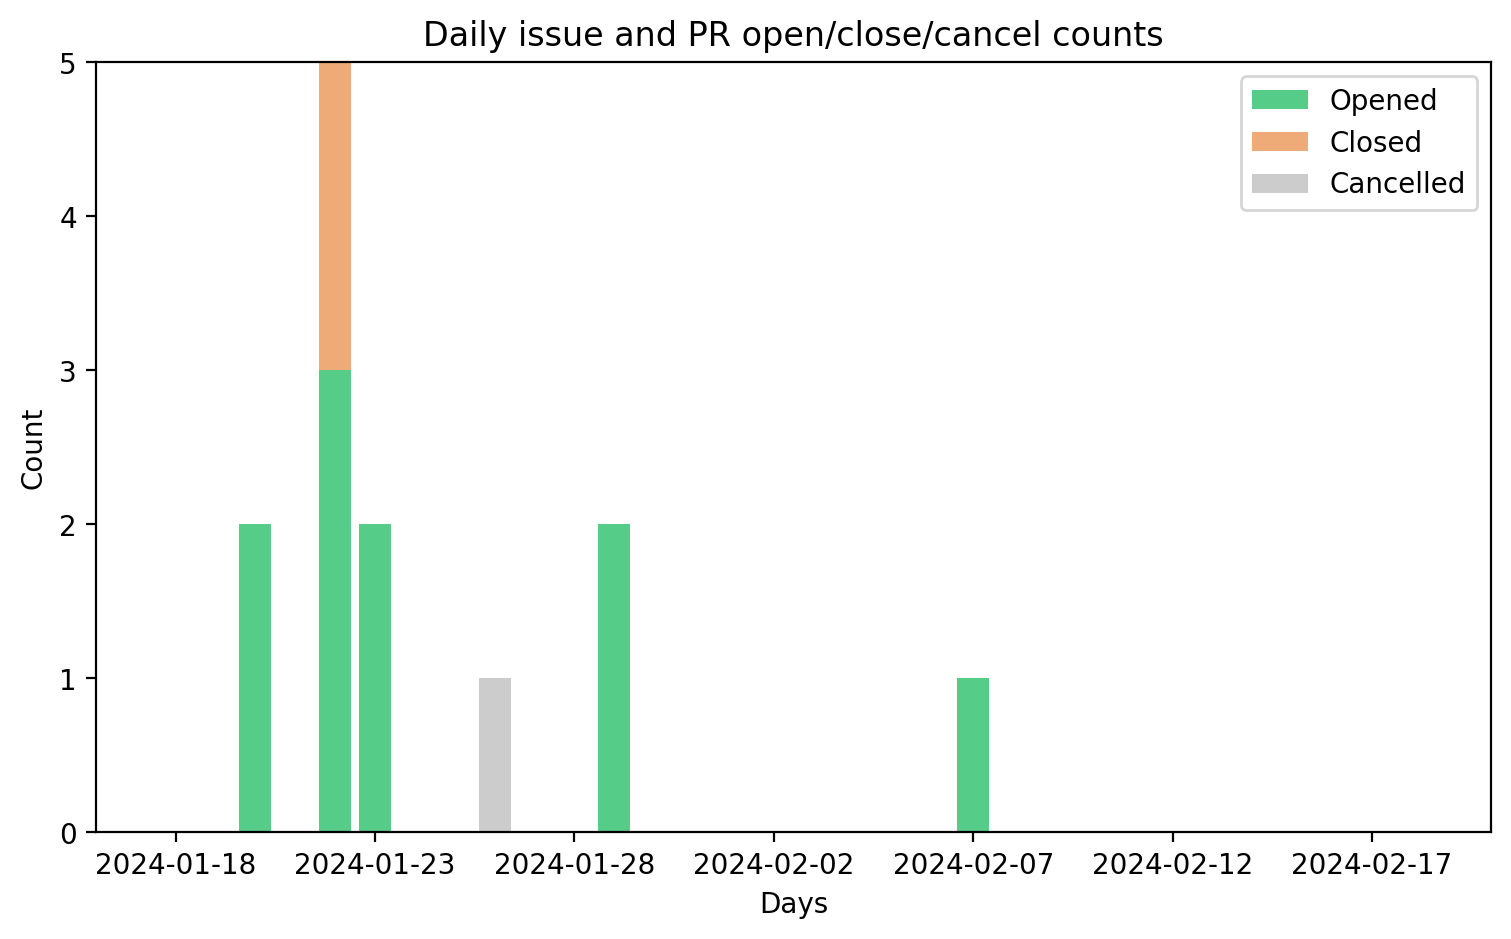 Daily issue and PR open/close/cancel counts
5
4
3
2
1
0
Count
Opened
Closed
Cancelled
2024-01-18
2024-01-23
2024-01-28
2024-02-02
2024-02-07
2024-02-12
2024-02-17
Days